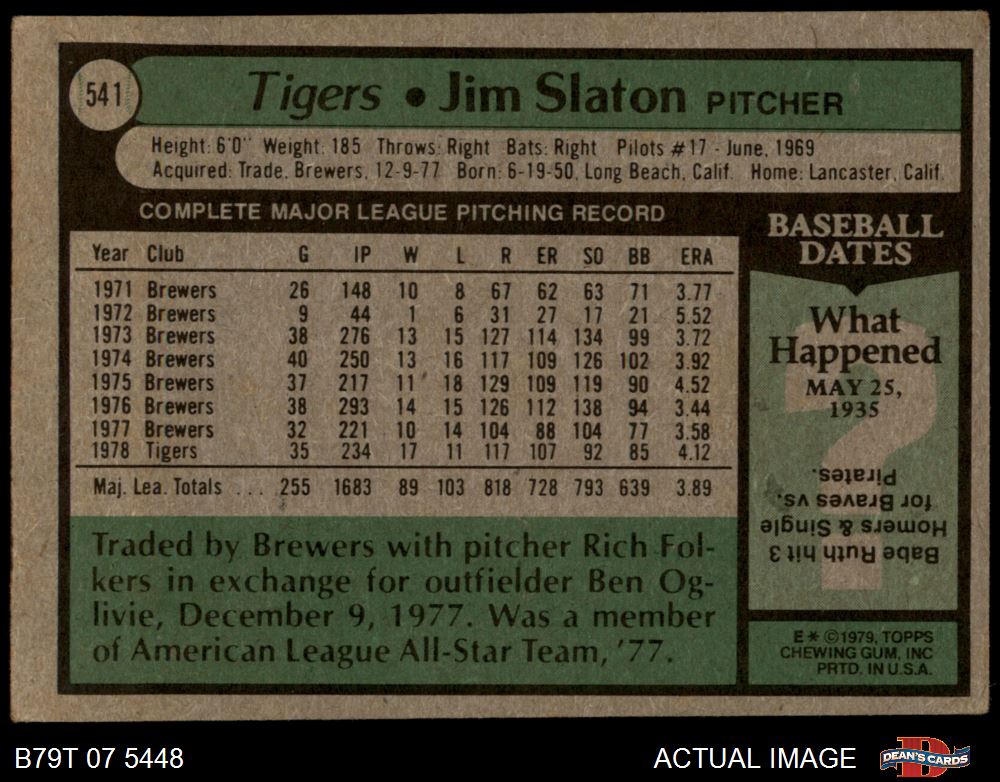 541
Tigers • Jim Slaton PITCHER
Height: 6'0" Weight: 185 Throws: Right Bats: Right Pilots #17 - June, 1969
Acquired: Trade, Brewers, 12-9-77 Born: 6-19-50, Long Beach, Calif. Home: Lancaster, Calif.
COMPLETE MAJOR LEAGUE PITCHING RECORD
Year Club G IP W L R ER SO BB ERA
1971 Brewers 26 148 10 8 67 62 63 71 3.77
1972 Brewers 9 44 1 6 31 27 17 21 5.52
1973 Brewers 38 276 13 15 127 114 134 99 3.72
1974 Brewers 40 250 13 16 117 109 126 102 3.92
1975 Brewers 37 217 11 18 129 109 119 90 4.52
1976 Brewers 38 293 14 15 126 112 138 94 3.44
1977 Brewers 32 221 10 14 104 88 104 77 3.58
1978 Tigers 35 234 17 11 117 107 92 85 4.12
Maj. Lea. Totals ... 255 1683 89 103 818 728 793 639 3.89
Traded by Brewers with pitcher Rich Fol-
kers in exchange for outfielder Ben Og-
livie, December 9, 1977. Was a member
of American League All-Star Team, '77.
BASEBALL
DATES
What
Happened
MAY 25,
1935
Babe Ruth hit 3
Homers & Single
for Braves vs.
Pirates.
E* ©1979, TOPPS
CHEWING GUM, INC
PRTD. IN U.S.A.
B79T 07 5448
ACTUAL IMAGE
DEAN'S CARDS